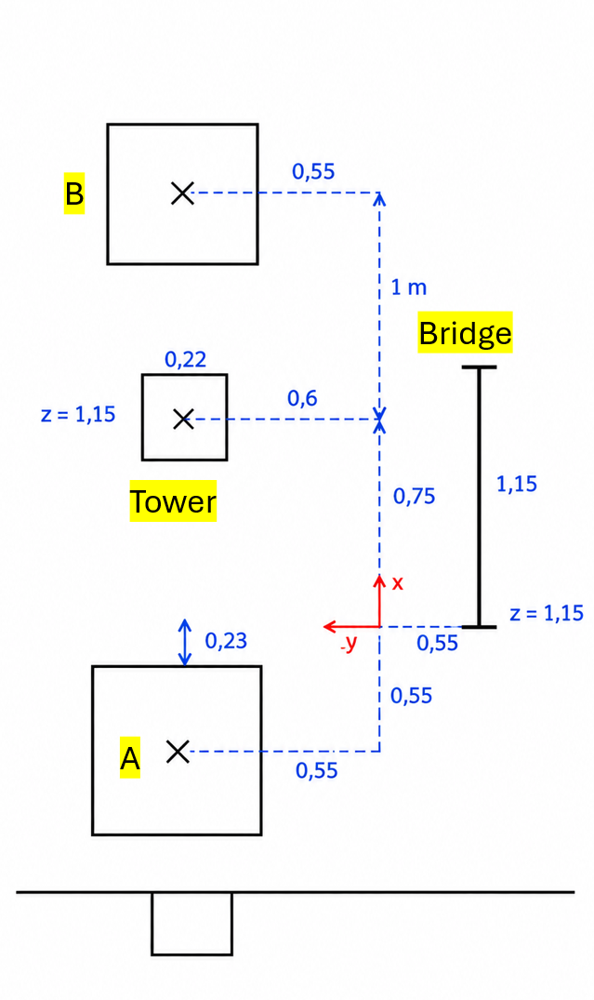 0,55
B
1 m
Bridge
0,22
0,6
z = 1,15
1,15
0,75
Tower
x
z = 1,15
0,23
-y
0,55
0,55
A
0,55